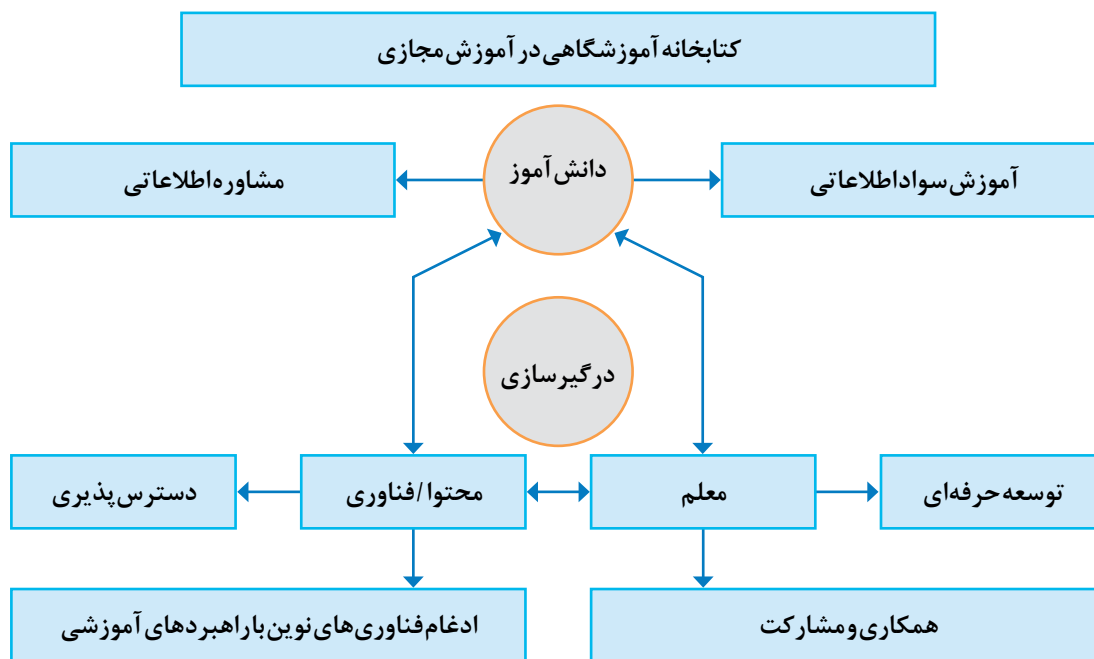 کتابخانه آموزشگاهی در آموزش مجازی
دانش‌آموز
آموزش سواد اطلاعاتی
مشاوره اطلاعاتی
درگیرسازی
توسعه حرفه‌ای
معلم
محتوا / فناوری
دسترس‌پذیری
همکاری و مشارکت
ادغام فناوری‌های نوین با راهبردهای آموزشی